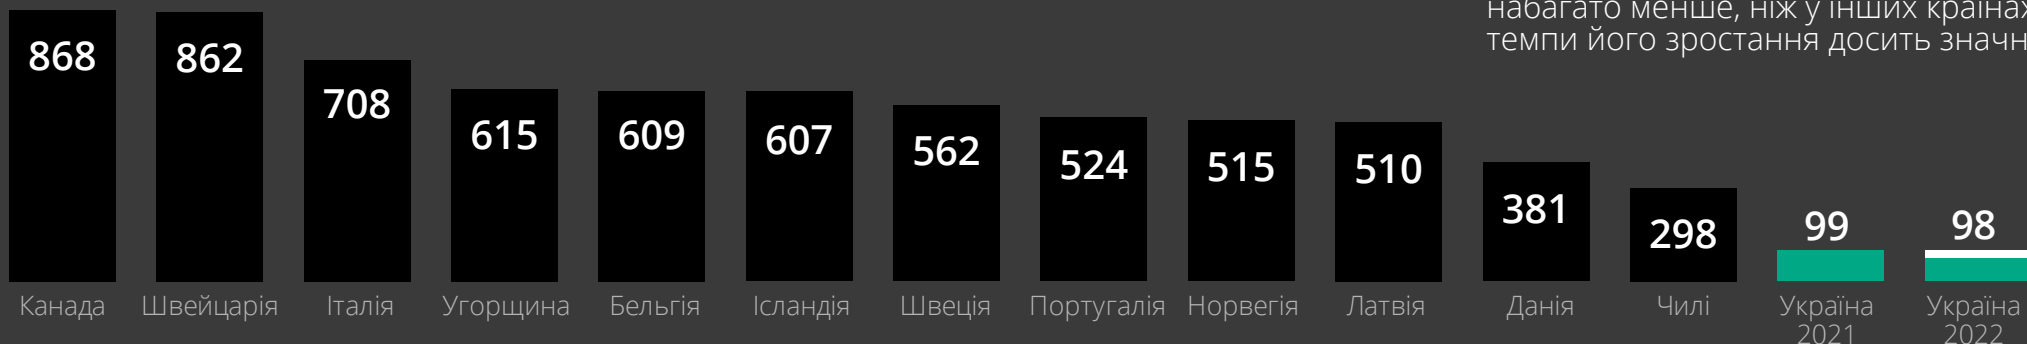 набагато менше, ніж у інших країнах
темпи його зростання досить значн
868
862
708
615
609
607
562
524
515
510
381
298
99
98
Канада
Швейцарія
Італія
Угорщина
Бельгія
Ісландія
Швеція
Португалія
Норвегія
Латвія
Данія
Чилі
Україна
2021
Україна
2022